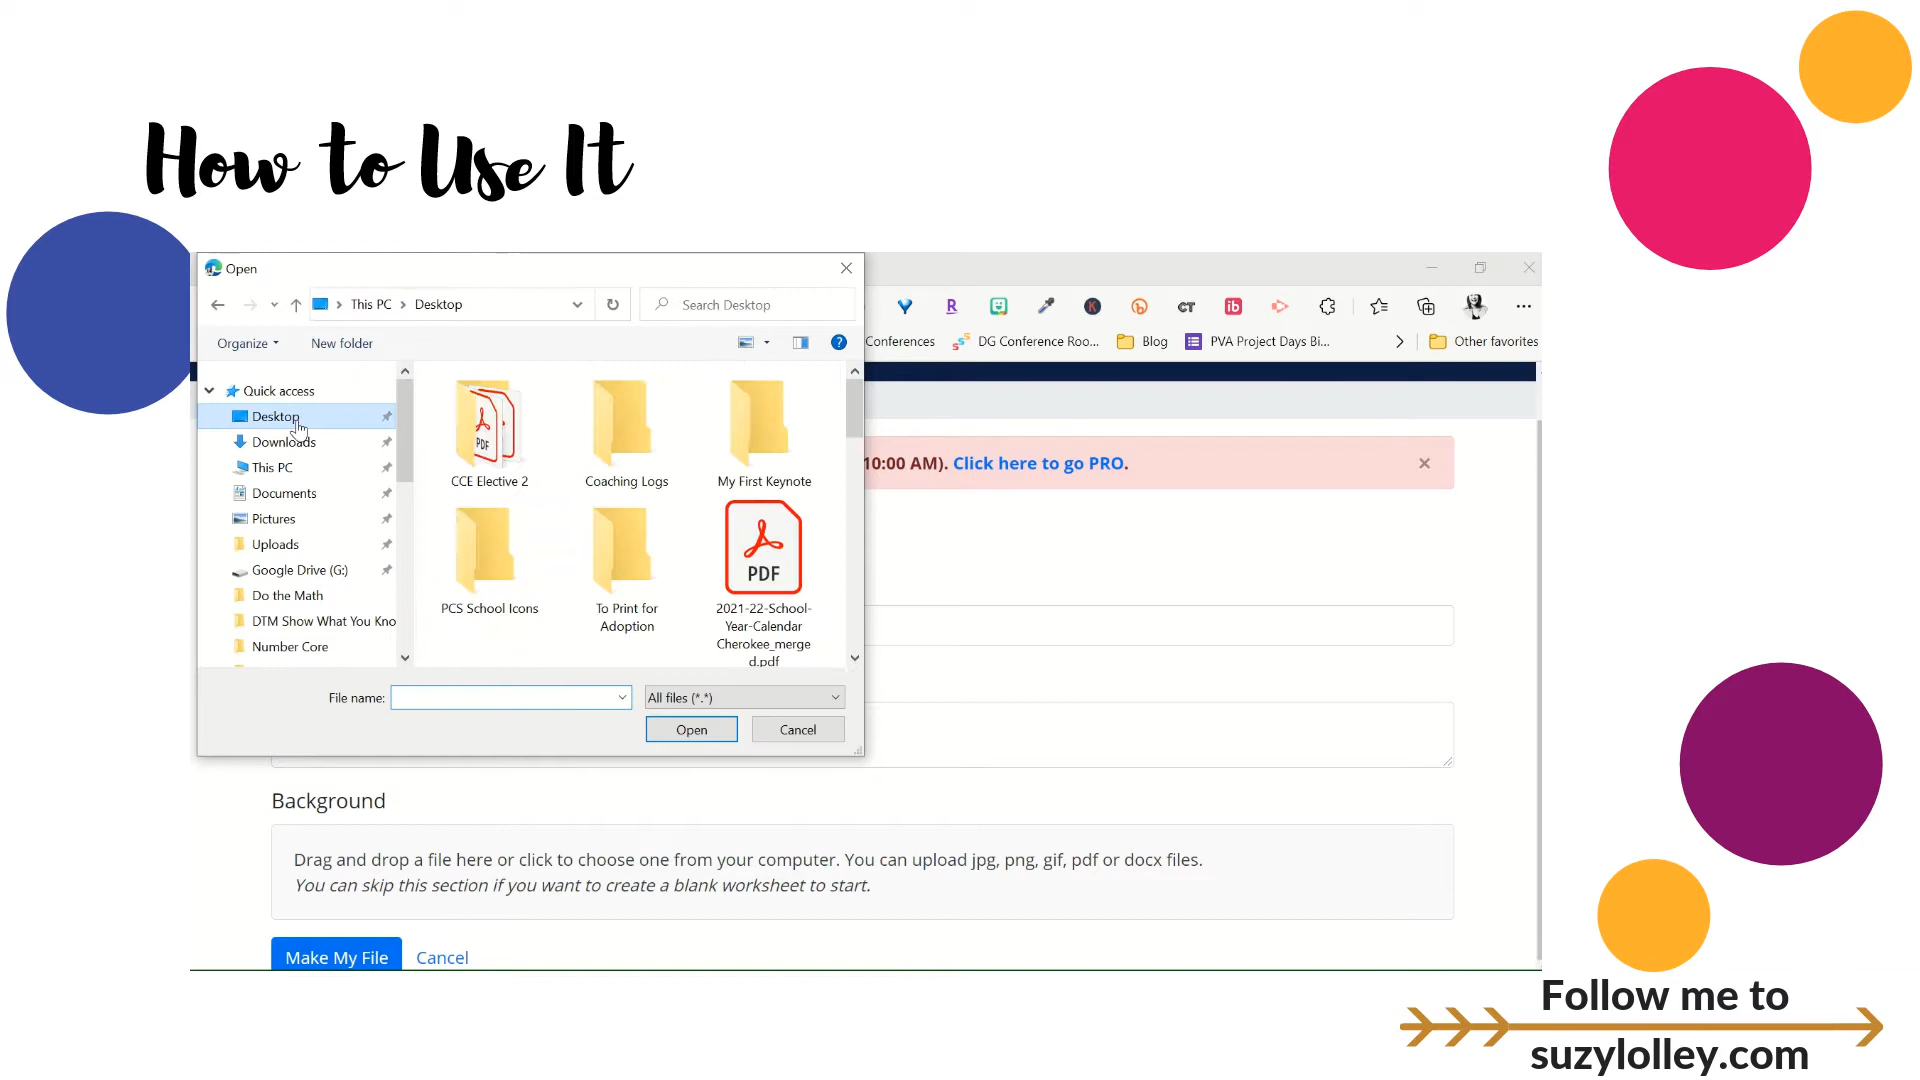 How to Use It
Open
This PC > Desktop
Search Desktop
Organize
New folder
Quick access
Desktop
Downloads
This PC
Documents
Pictures
Uploads
Google Drive (G:)
Do the Math
DTM Show What You Kno
Number Core
PDF
CCE Elective 2
Coaching Logs
My First Keynote
PCS School Icons
To Print for
Adoption
PDF
2021-22-School-
Year-Calendar
Cherokee_merge
d.pdf
File name:
All files (*.*)
Open
Cancel
R
K
CT
ib
Conferences
DG Conference Roo...
Blog
PVA Project Days Bi...
Other favorites
10:00 AM). Click here to go PRO.
Background
Drag and drop a file here or click to choose one from your computer. You can upload jpg, png, gif, pdf or docx files.
You can skip this section if you want to create a blank worksheet to start.
Make My File
Cancel
Follow me to
suzylolley.com